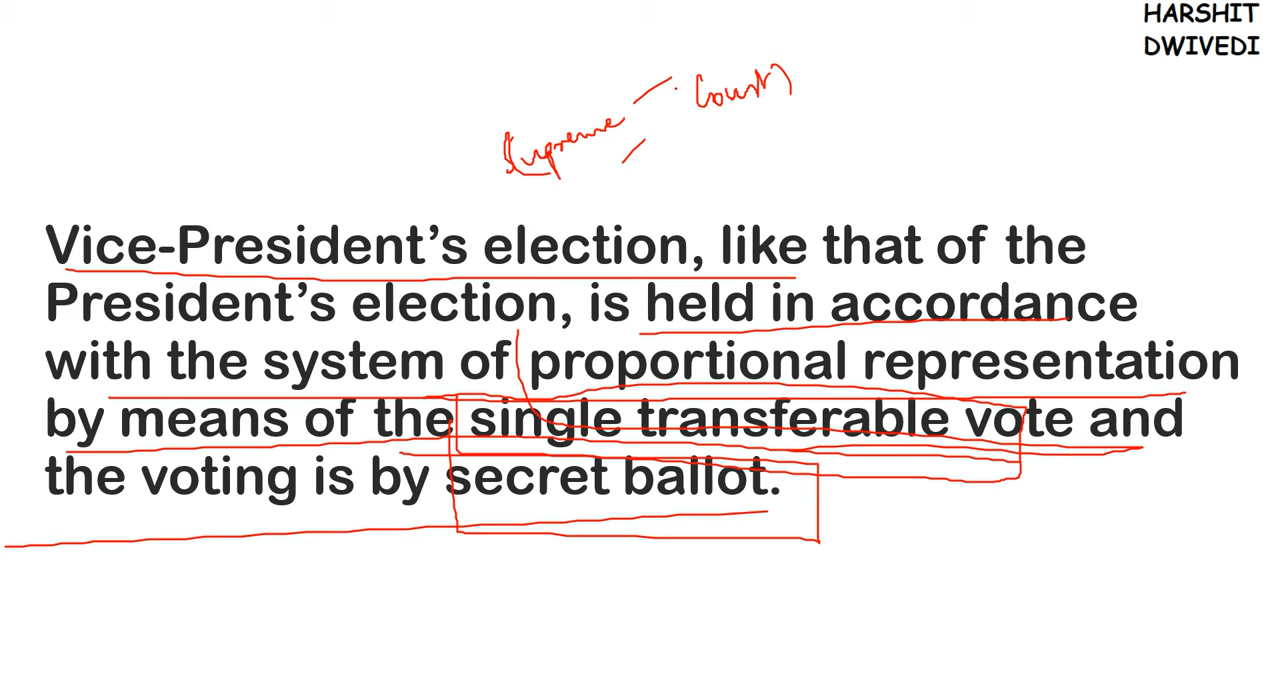 HARSHIT
DWIVEDI
Supreme Court
Vice-President’s election, like that of the
President’s election, is held in accordance
with the system of proportional representation
by means of the single transferable vote and
the voting is by secret ballot.